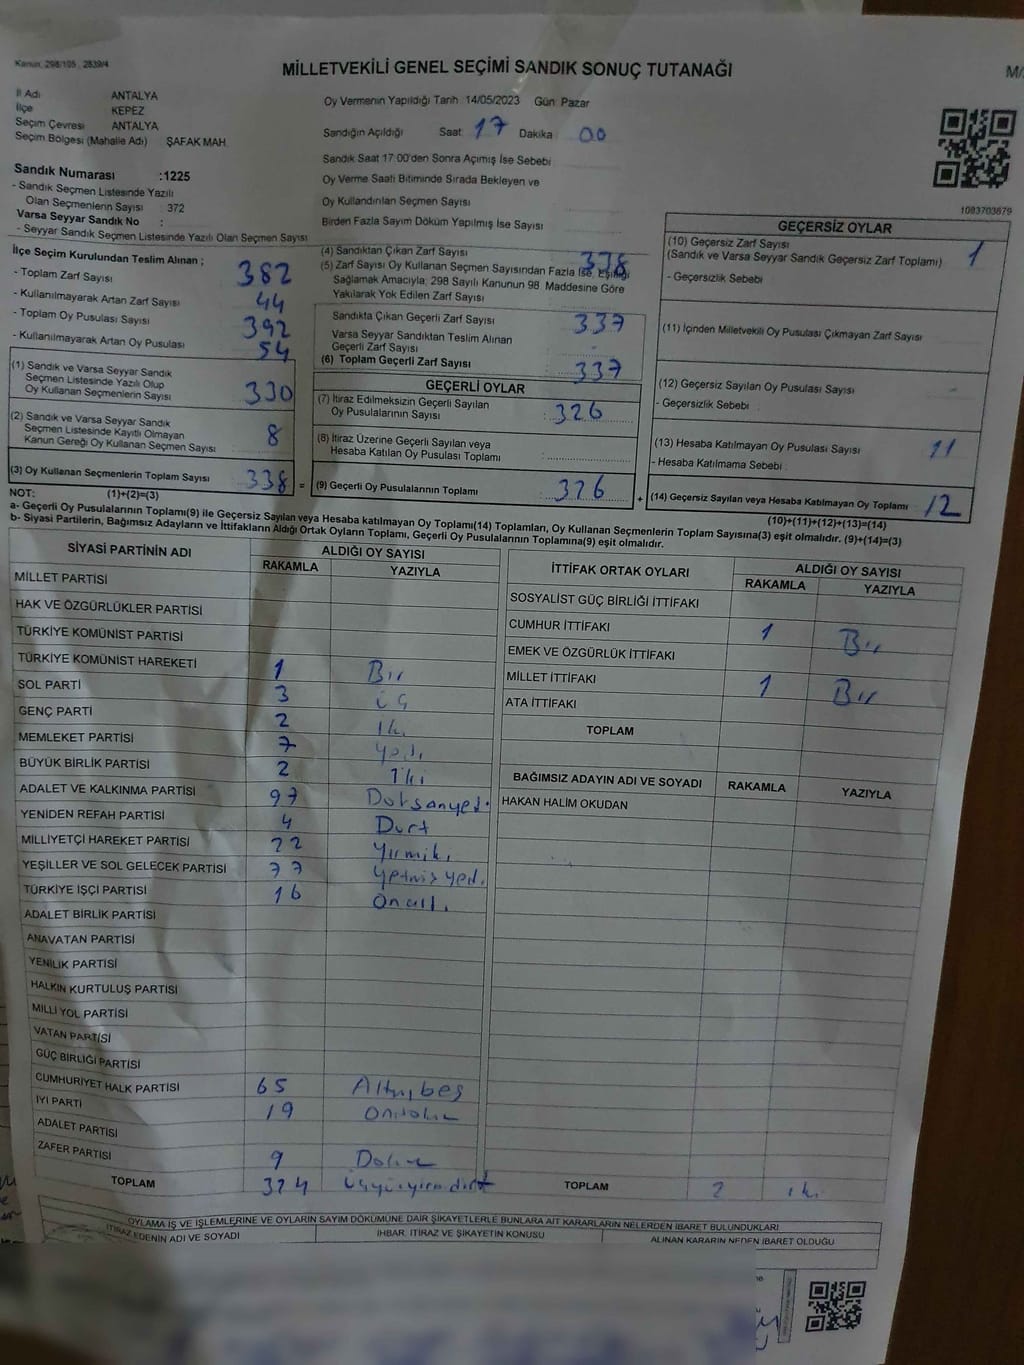 Kanun, 298/105 , 2839/4
MİLLETVEKİLİ GENEL SEÇİMİ SANDIK SONUÇ TUTANAĞI
İl Adı ANTALYA
İlçe KEPEZ
Seçim Çevresi ANTALYA
Seçim Bölgesi (Mahalle Adı) ŞAFAK MAH.
Oy Vermenin Yapıldığı Tarih 14/05/2023 Gün: Pazar
Sandığın Açıldığı Saat 17 Dakika 00
Sandık Saat 17:00'den Sonra Açımış İse Sebebi
Oy Verme Saati Bitiminde Sırada Bekleyen ve
Oy Kullandırılan Seçmen Sayısı
Birden Fazla Sayım Döküm Yapılmış İse Sayısı
1083703679
Sandık Numarası :1225
- Sandık Seçmen Listesinde Yazılı
Olan Seçmenlerin Sayısı : 372
Varsa Seyyar Sandık No :
- Seyyar Sandık Seçmen Listesinde Yazılı Olan Seçmen Sayısı
İlçe Seçim Kurulundan Teslim Alınan ;
- Toplam Zarf Sayısı 382
- Kullanılmayarak Artan Zarf Sayısı 44
- Toplam Oy Pusulası Sayısı 392
- Kullanılmayarak Artan Oy Pusulası 54
(1) Sandık ve Varsa Seyyar Sandık
Seçmen Listesinde Yazılı Olup
Oy Kullanan Seçmenlerin Sayısı 330
(2) Sandık ve Varsa Seyyar Sandık
Seçmen Listesinde Kayıtlı Olmayan
Kanun Gereği Oy Kullanan Seçmen Sayısı 8
(3) Oy Kullanan Seçmenlerin Toplam Sayısı 338 =
(4) Sandıktan Çıkan Zarf Sayısı 338
(5) Zarf Sayısı Oy Kullanan Seçmen Sayısından Fazla İse, Eşitliği
Sağlamak Amacıyla, 298 Sayılı Kanunun 98. Maddesine Göre
Yakılarak Yok Edilen Zarf Sayısı
Sandıkta Çıkan Geçerli Zarf Sayısı 337
Varsa Seyyar Sandıktan Teslim Alınan
Geçerli Zarf Sayısı -
(6) Toplam Geçerli Zarf Sayısı 337
GEÇERLİ OYLAR
(7) İtiraz Edilmeksizin Geçerli Sayılan
Oy Pusulalarının Sayısı : 326
(8) İtiraz Üzerine Geçerli Sayılan veya
Hesaba Katılan Oy Pusulası Toplamı :
(9) Geçerli Oy Pusulalarının Toplamı : 326 +
GEÇERSİZ OYLAR
(10) Geçersiz Zarf Sayısı 1
(Sandık ve Varsa Seyyar Sandık Geçersiz Zarf Toplamı)
- Geçersizlik Sebebi
(11) İçinden Milletvekili Oy Pusulası Çıkmayan Zarf Sayısı
(12) Geçersiz Sayılan Oy Pusulası Sayısı -
- Geçersizlik Sebebi
(13) Hesaba Katılmayan Oy Pusulası Sayısı 11
- Hesaba Katılmama Sebebi :
(14) Geçersiz Sayılan veya Hesaba Katılmayan Oy Toplamı 12
NOT: (1)+(2)=(3) (10)+(11)+(12)+(13)=(14)
a- Geçerli Oy Pusulalarının Toplamı(9) ile Geçersiz Sayılan veya Hesaba katılmayan Oy Toplamı(14) Toplamları, Oy Kullanan Seçmenlerin Toplam Sayısına(3) eşit olmalıdır. (9)+(14)=(3)
b- Siyasi Partilerin, Bağımsız Adayların ve İttifakların Aldığı Ortak Oyların Toplamı, Geçerli Oy Pusulalarının Toplamına(9) eşit olmalıdır.
SİYASİ PARTİNİN ADI ALDIĞI OY SAYISI
RAKAMLA YAZIYLA
MİLLET PARTİSİ
HAK VE ÖZGÜRLÜKLER PARTİSİ
TÜRKİYE KOMÜNİST PARTİSİ
TÜRKİYE KOMÜNİST HAREKETİ 1 Bir
SOL PARTİ 3 üç
GENÇ PARTİ 2 İki
MEMLEKET PARTİSİ 7 yedi
BÜYÜK BİRLİK PARTİSİ 2 İki
ADALET VE KALKINMA PARTİSİ 97 Doksanyedi
YENİDEN REFAH PARTİSİ 4 Dört
MİLLİYETÇİ HAREKET PARTİSİ 22 yirmiki
YEŞİLLER VE SOL GELECEK PARTİSİ 77 yetmişyedi
TÜRKİYE İŞÇİ PARTİSİ 16 Onaltı
ADALET BİRLİK PARTİSİ
ANAVATAN PARTİSİ
YENİLİK PARTİSİ
HALKIN KURTULUŞ PARTİSİ
MİLLİ YOL PARTİSİ
VATAN PARTİSİ
GÜÇ BİRLİĞİ PARTİSİ
CUMHURİYET HALK PARTİSİ 65 Altmışbeş
İYİ PARTİ 19 Ondokuz
ADALET PARTİSİ
ZAFER PARTİSİ 9 Dokuz
TOPLAM 324 üçyüzyirmidört
İTTİFAK ORTAK OYLARI ALDIĞI OY SAYISI
RAKAMLA YAZIYLA
SOSYALİST GÜÇ BİRLİĞİ İTTİFAKI
CUMHUR İTTİFAKI 1 Bir
EMEK VE ÖZGÜRLÜK İTTİFAKI
MİLLET İTTİFAKI 1 Bir
ATA İTTİFAKI
TOPLAM
BAĞIMSIZ ADAYIN ADI VE SOYADI RAKAMLA YAZIYLA
HAKAN HALİM OKUDAN
TOPLAM 2 iki
OYLAMA İŞ VE İŞLEMLERİNE VE OYLARIN SAYIM DÖKÜMÜNE DAİR ŞİKAYETLERLE BUNLARA AİT KARARLARIN NELERDEN İBARET BULUNDUKLARI
İTİRAZ EDENİN ADI VE SOYADI İHBAR, İTİRAZ VE ŞİKAYETİN KONUSU ALINAN KARARIN NEDEN İBARET OLDUĞU